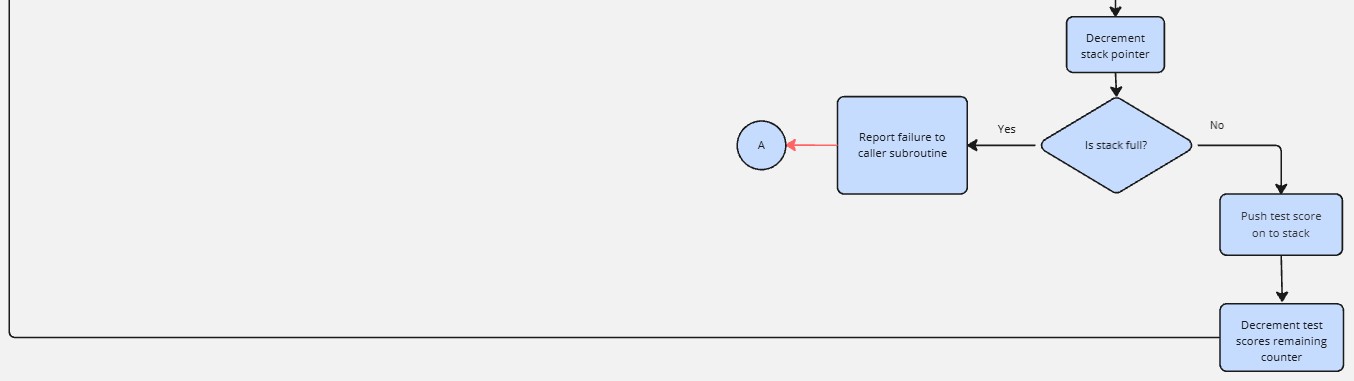 Decrement
stack pointer
Is stack full?
Yes
No
Report failure to
caller subroutine
A
Push test score
on to stack
Decrement test
scores remaining
counter